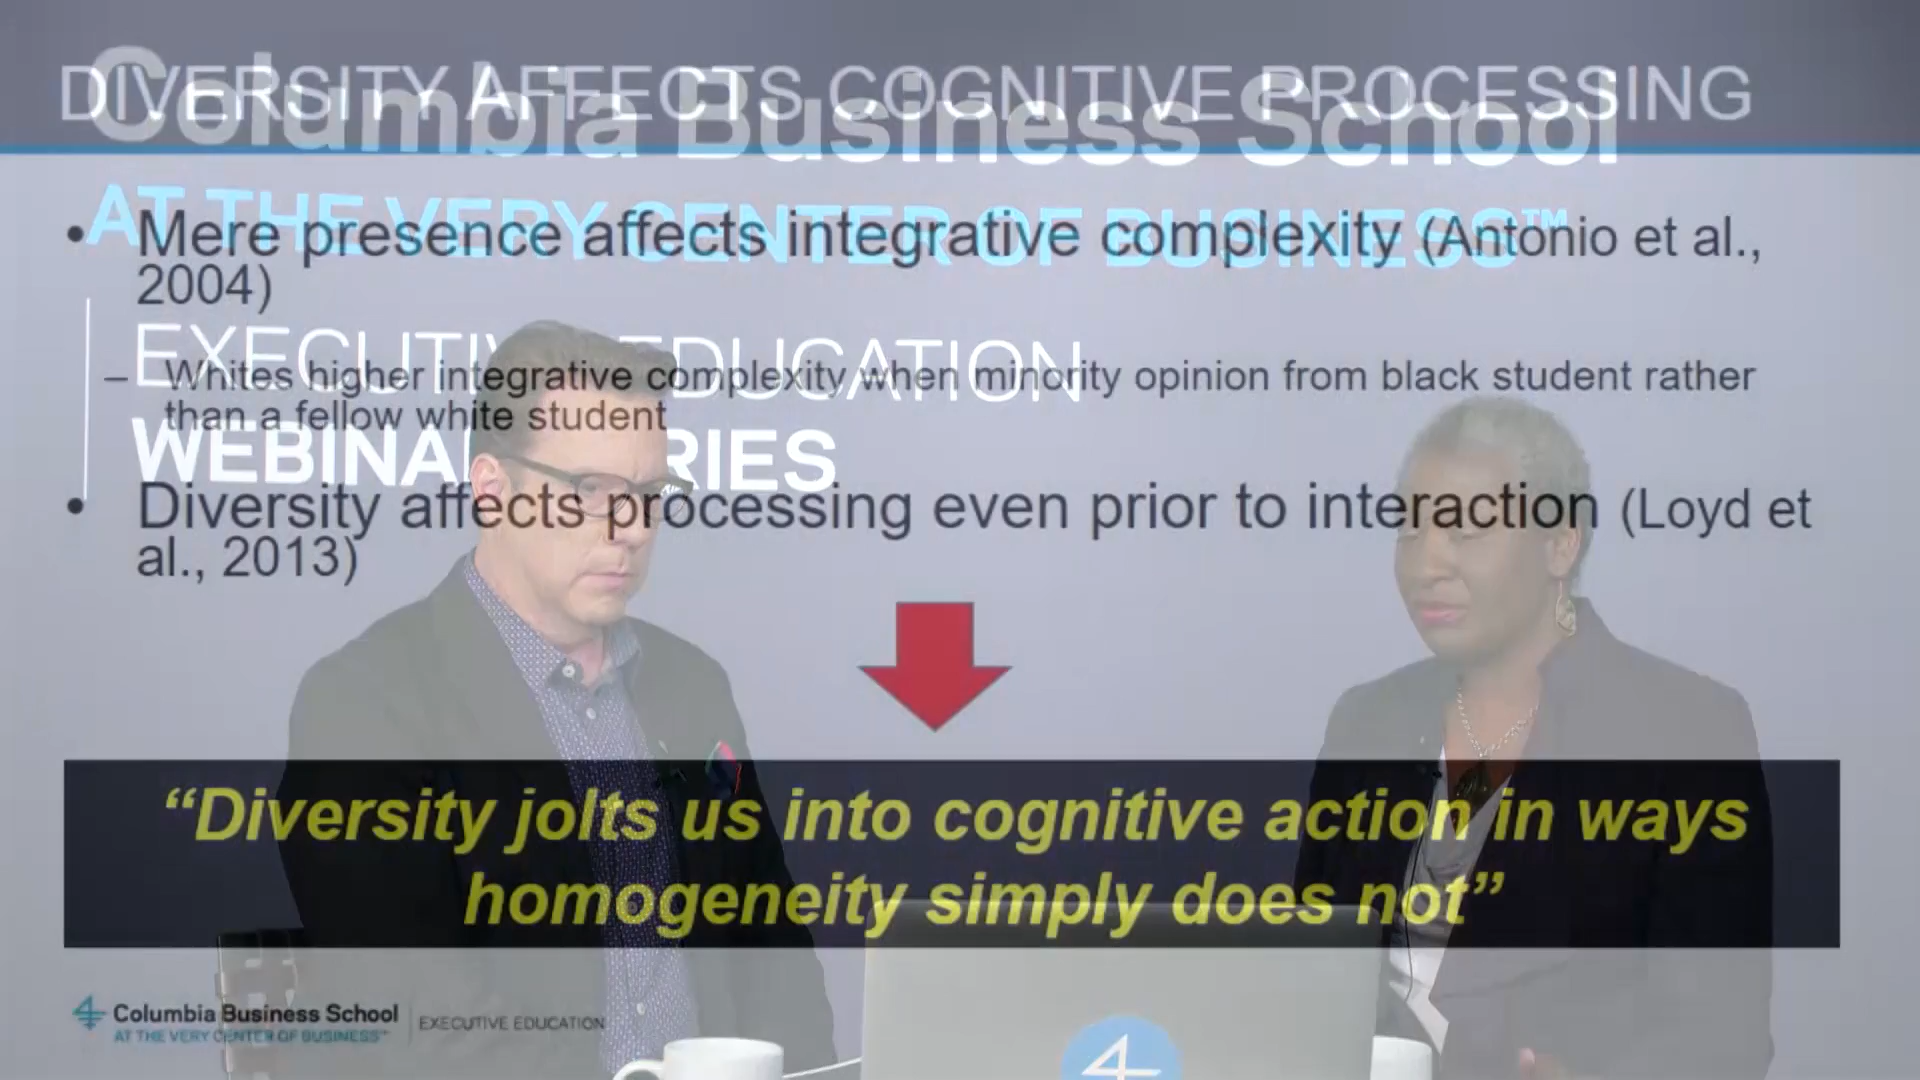 DIVERSITY AFFECTS COGNITIVE PROCESSING
Columbia Business School
AT THE VERY CENTER OF BUSINESS™
• Mere presence affects integrative complexity (Antonio et al.,
2004)
EXECUTIVE EDUCATION
– Whites higher integrative complexity when minority opinion from black student rather
than a fellow white student
• Diversity affects processing even prior to interaction (Loyd et
al., 2013)
“Diversity jolts us into cognitive action in ways
homogeneity simply does not”
Columbia Business School
AT THE VERY CENTER OF BUSINESS™
EXECUTIVE EDUCATION